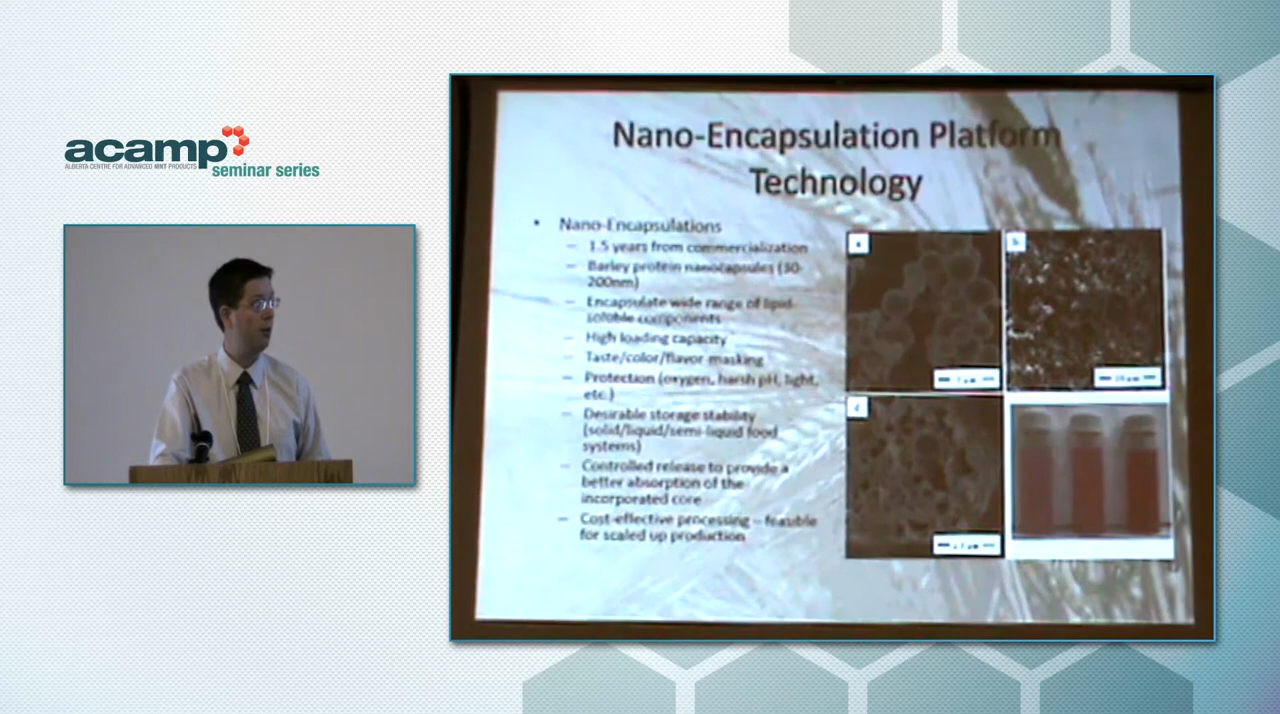 acamp
ALBERTA CENTRE FOR ADVANCED MNT PRODUCTS
seminar series
Nano-Encapsulation Platform
Technology
• Nano-Encapsulations
– 1.5 years from commercialization
– Barley protein nanocapsules (30-
200nm)
– Encapsulate wide range of lipid-
soluble components
– High loading capacity
– Taste/color/flavor masking
– Protection (oxygen, harsh pH, light,
etc.)
– Desirable storage stability
(solid/liquid/semi-liquid food
systems)
– Controlled release to provide a
better absorption of the
incorporated core
– Cost-effective processing – feasible
for scaled up production
a
b
c